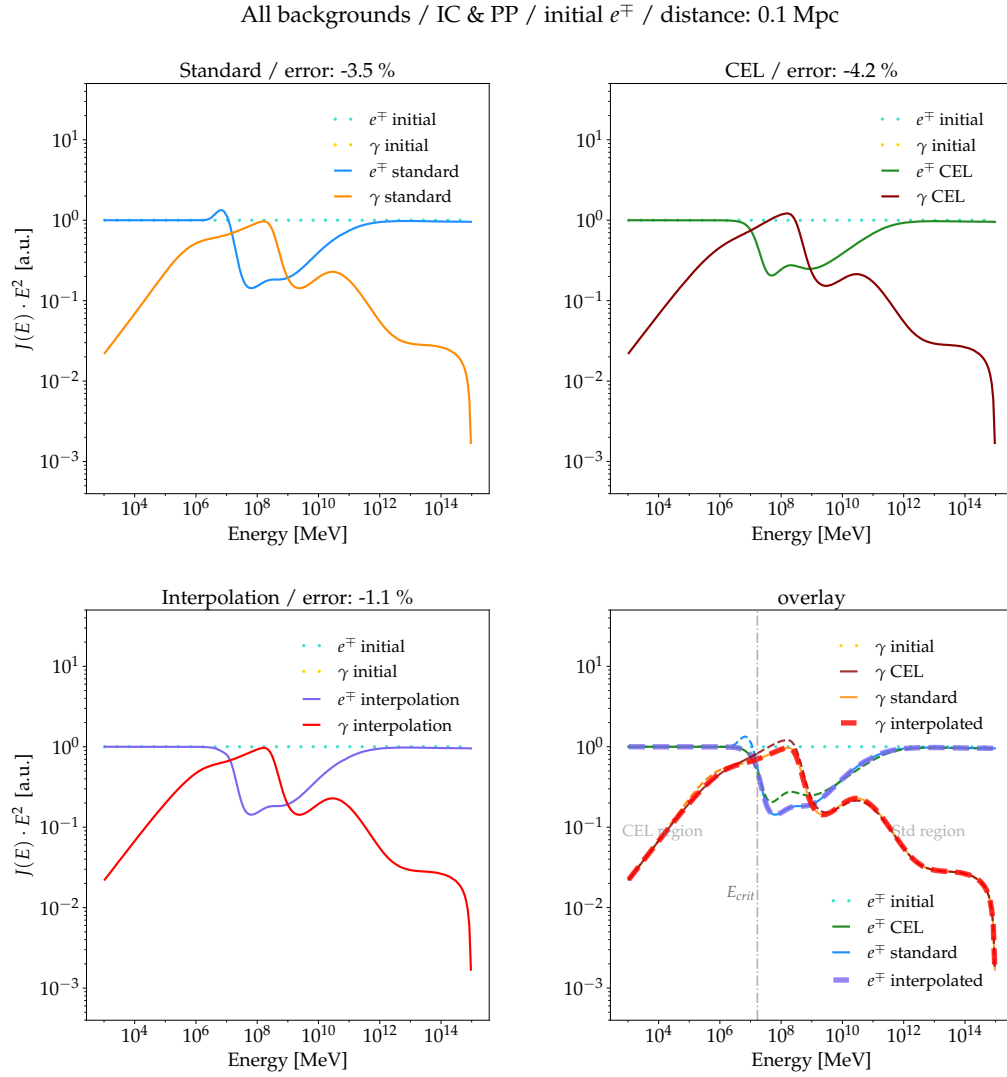 All backgrounds / IC & PP / initial e^∓ / distance: 0.1 Mpc
Standard / error: -3.5 %
J(E) · E² [a.u.]
10¹
10⁰
10⁻¹
10⁻²
10⁻³
e^∓ initial
γ initial
e^∓ standard
γ standard
10⁴ 10⁶ 10⁸ 10¹⁰ 10¹² 10¹⁴
Energy [MeV]
CEL / error: -4.2 %
10¹
10⁰
10⁻¹
10⁻²
10⁻³
e^∓ initial
γ initial
e^∓ CEL
γ CEL
10⁴ 10⁶ 10⁸ 10¹⁰ 10¹² 10¹⁴
Energy [MeV]
Interpolation / error: -1.1 %
J(E) · E² [a.u.]
10¹
10⁰
10⁻¹
10⁻²
10⁻³
e^∓ initial
γ initial
e^∓ interpolation
γ interpolation
10⁴ 10⁶ 10⁸ 10¹⁰ 10¹² 10¹⁴
Energy [MeV]
overlay
10¹
10⁰
10⁻¹
10⁻²
10⁻³
γ initial
γ CEL
γ standard
γ interpolated
CEL region
Std region
E_crit
e^∓ initial
e^∓ CEL
e^∓ standard
e^∓ interpolated
10⁴ 10⁶ 10⁸ 10¹⁰ 10¹² 10¹⁴
Energy [MeV]